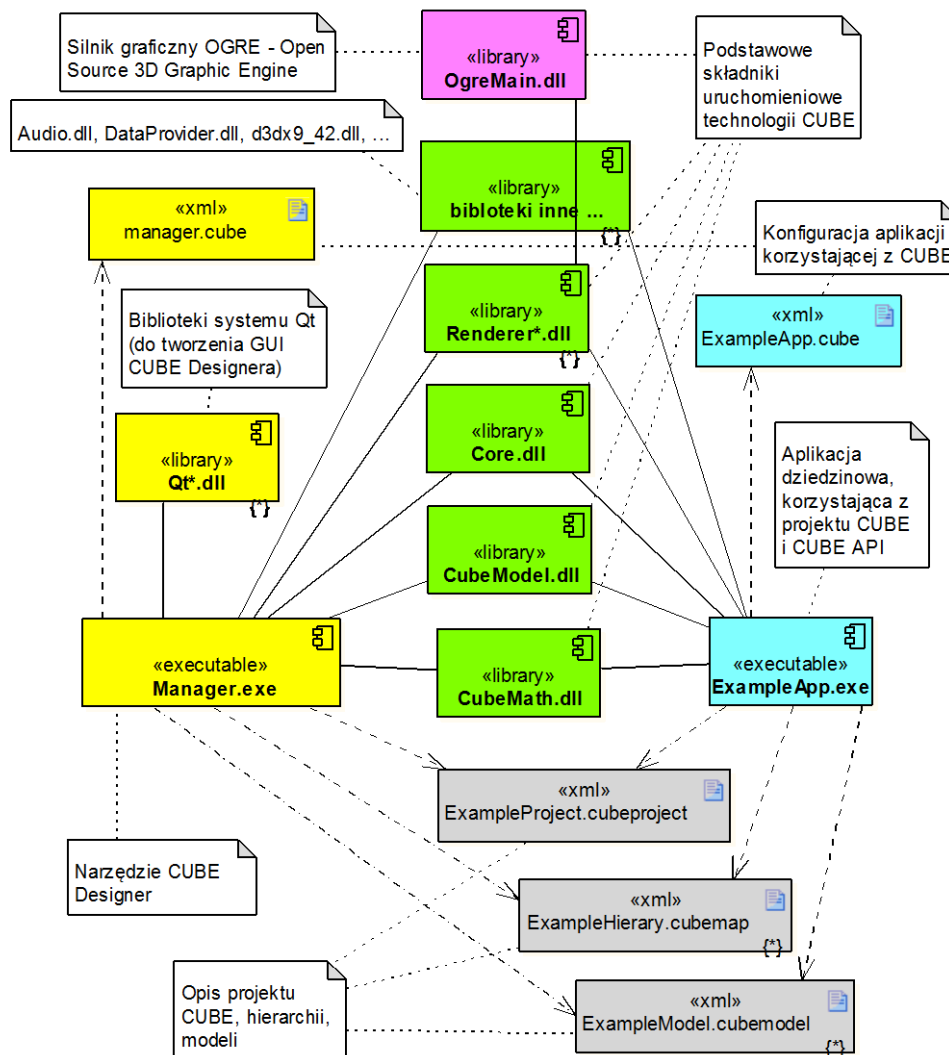 Silnik graficzny OGRE - Open
Source 3D Graphic Engine
«library»
OgreMain.dll
Podstawowe
składniki
uruchomieniowe
technologii CUBE
Audio.dll, DataProvider.dll, d3dx9_42.dll, ...
«library»
bibloteki inne ...
{*}
«xml»
manager.cube
Konfiguracja aplikacji
korzystającej z CUBE
Biblioteki systemu Qt
(do tworzenia GUI
CUBE Designera)
«library»
Renderer*.dll
{*}
«xml»
ExampleApp.cube
«library»
Qt*.dll
{*}
«library»
Core.dll
Aplikacja
dziedzinowa,
korzystająca z
projektu CUBE
i CUBE API
«library»
CubeModel.dll
«executable»
Manager.exe
«library»
CubeMath.dll
«executable»
ExampleApp.exe
«xml»
ExampleProject.cubeproject
Narzędzie CUBE
Designer
«xml»
ExampleHierary.cubemap
{*}
Opis projektu
CUBE, hierarchii,
modeli
«xml»
ExampleModel.cubemodel
{*}